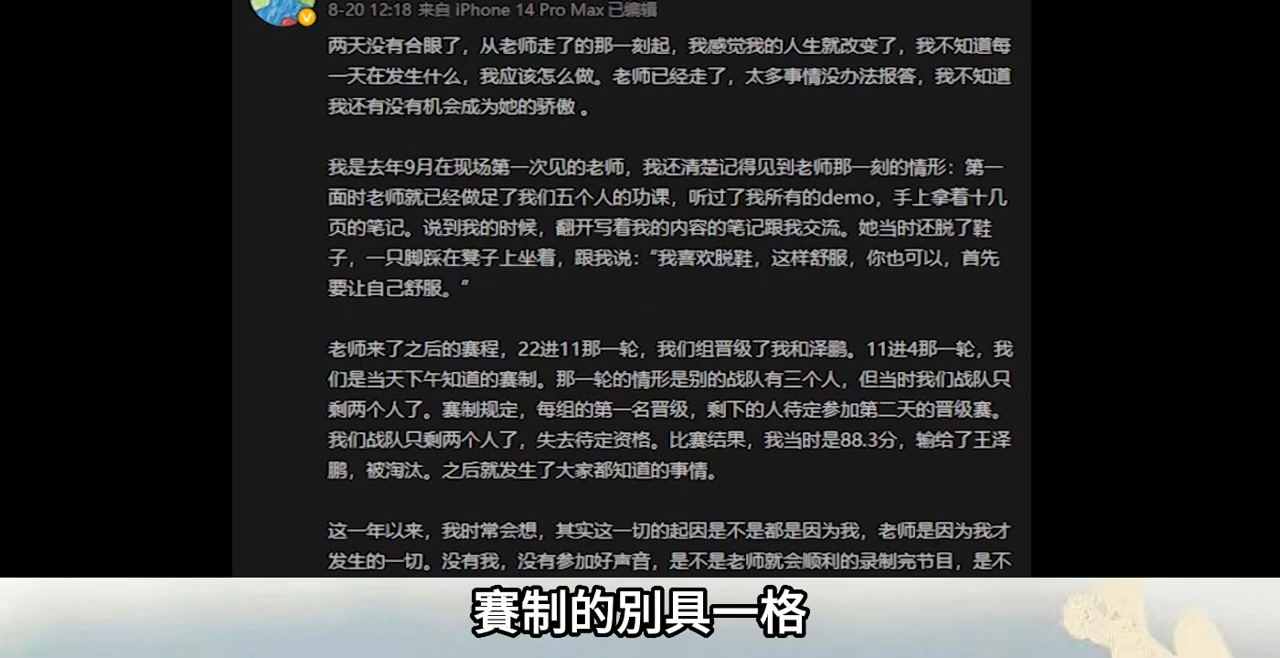 8-20 12:18 来自 iPhone 14 Pro Max 已编辑
两天没有合眼了，从老师走了的那一刻起，我感觉我的人生就改变了，我不知道每
一天在发生什么，我应该怎么做。老师已经走了，太多事情没办法报答，我不知道
我还有没有机会成为她的骄傲 。
我是去年9月在现场第一次见的老师，我还清楚记得见到老师那一刻的情形：第一
面时老师就已经做足了我们五个人的功课，听过了我所有的demo，手上拿着十几
页的笔记。说到我的时候，翻开写着我的内容的笔记跟我交流。她当时还脱了鞋
子，一只脚踩在凳子上坐着，跟我说：“我喜欢脱鞋，这样舒服，你也可以，首先
要让自己舒服。”
老师来了之后的赛程，22进11那一轮，我们组晋级了我和泽鹏。11进4那一轮，我
们是当天下午知道的赛制。那一轮的情形是别的战队有三个人，但当时我们战队只
剩两个人了。赛制规定，每组的第一名晋级，剩下的人待定参加第二天的晋级赛。
我们战队只剩两个人了，失去待定资格。比赛结果，我当时是88.3分，输给了王泽
鹏，被淘汰。之后就发生了大家都知道的事情。
这一年以来，我时常会想，其实这一切的起因是不是都是因为我，老师是因为我才
发生的一切。没有我，没有参加好声音，是不是老师就会顺利的录制完节目，是不
賽制的別具一格